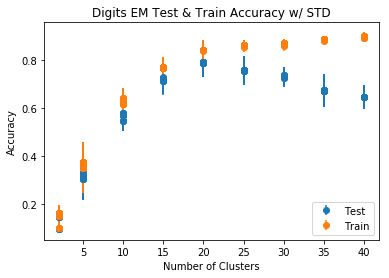 Digits EM Test & Train Accuracy w/ STD
Accuracy
0.8
0.6
0.4
0.2
5 10 15 20 25 30 35 40
Number of Clusters
Test
Train